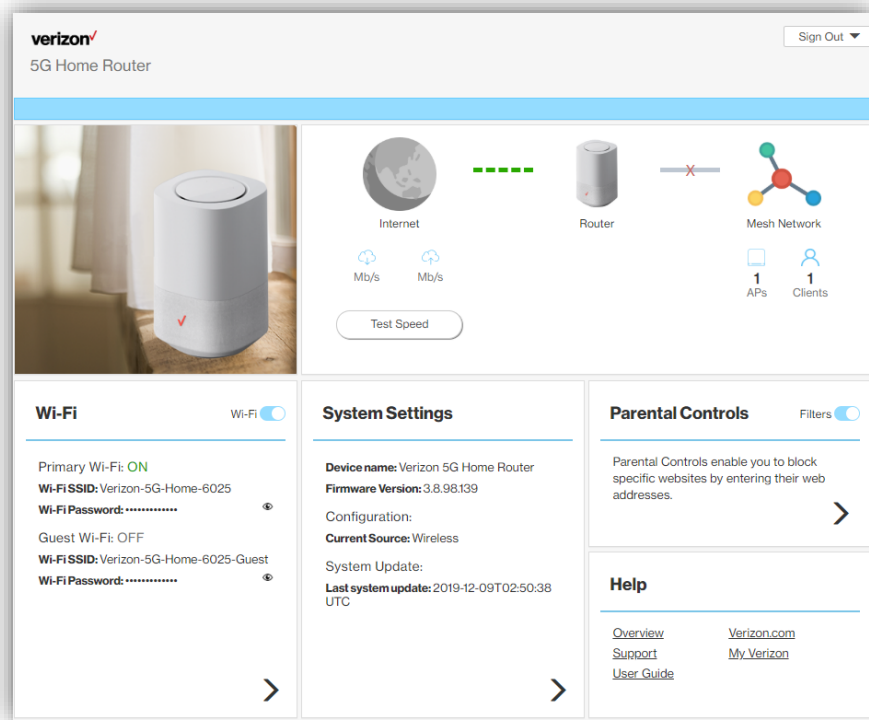 verizon✓
Sign Out
5G Home Router
Internet
Router
Mesh Network
Mb/s
Mb/s
1
APs
1
Clients
Test Speed
Wi-Fi
Wi-Fi
Primary Wi-Fi: ON
Wi-Fi SSID: Verizon-5G-Home-6025
Wi-Fi Password: •••••••••••••
Guest Wi-Fi: OFF
Wi-Fi SSID: Verizon-5G-Home-6025-Guest
Wi-Fi Password: •••••••••••••
System Settings
Device name: Verizon 5G Home Router
Firmware Version: 3.8.98.139
Configuration:
Current Source: Wireless
System Update:
Last system update: 2019-12-09T02:50:38
UTC
Parental Controls
Filters
Parental Controls enable you to block
specific websites by entering their web
addresses.
Help
Overview
Verizon.com
Support
My Verizon
User Guide